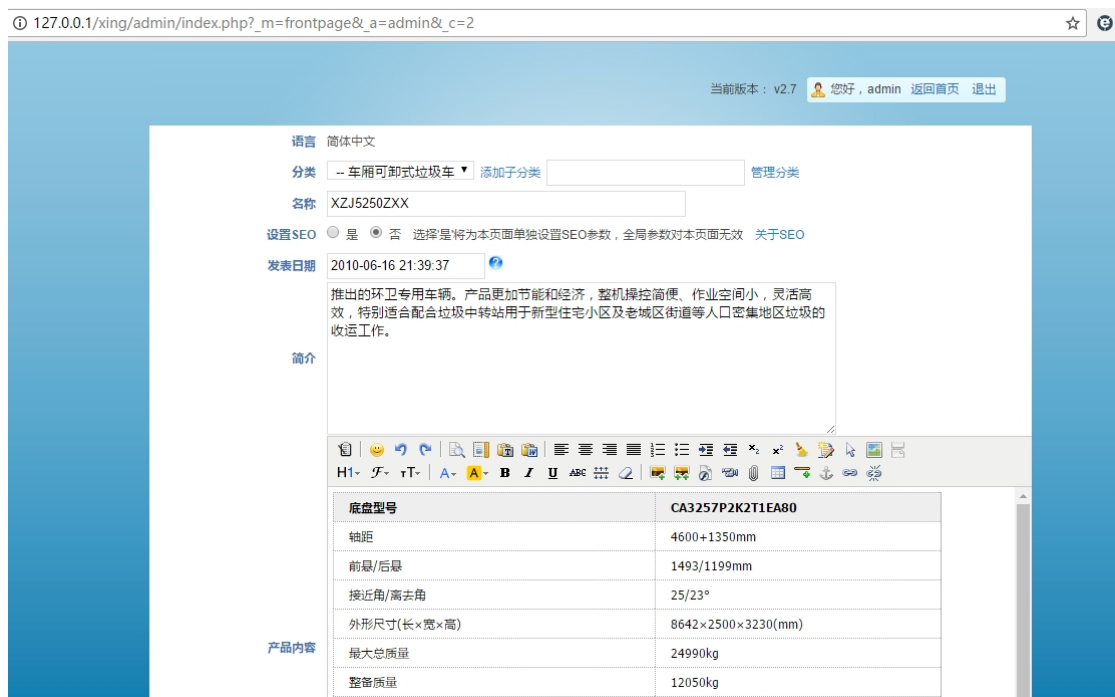 127.0.0.1/xing/admin/index.php?_m=frontpage&_a=admin&_c=2
当前版本： v2.7 您好，admin 返回首页 退出
语言 简体中文
分类 -- 车厢可卸式垃圾车 添加子分类 管理分类
名称 XZJ5250ZXX
设置SEO 是 否 选择'是'将为本页面单独设置SEO参数，全局参数对本页面无效 关于SEO
发表日期 2010-06-16 21:39:37
推出的环卫专用车辆。产品更加节能和经济，整机操控简便、作业空间小，灵活高
效，特别适合配合垃圾中转站用于新型住宅小区及老城区街道等人口密集地区垃圾的
收运工作。
简介
H1 F тT A A B I U ABC
底盘型号 CA3257P2K2T1EA80
轴距 4600+1350mm
前悬/后悬 1493/1199mm
接近角/离去角 25/23°
外形尺寸(长×宽×高) 8642×2500×3230(mm)
产品内容
最大总质量 24990kg
整备质量 12050kg